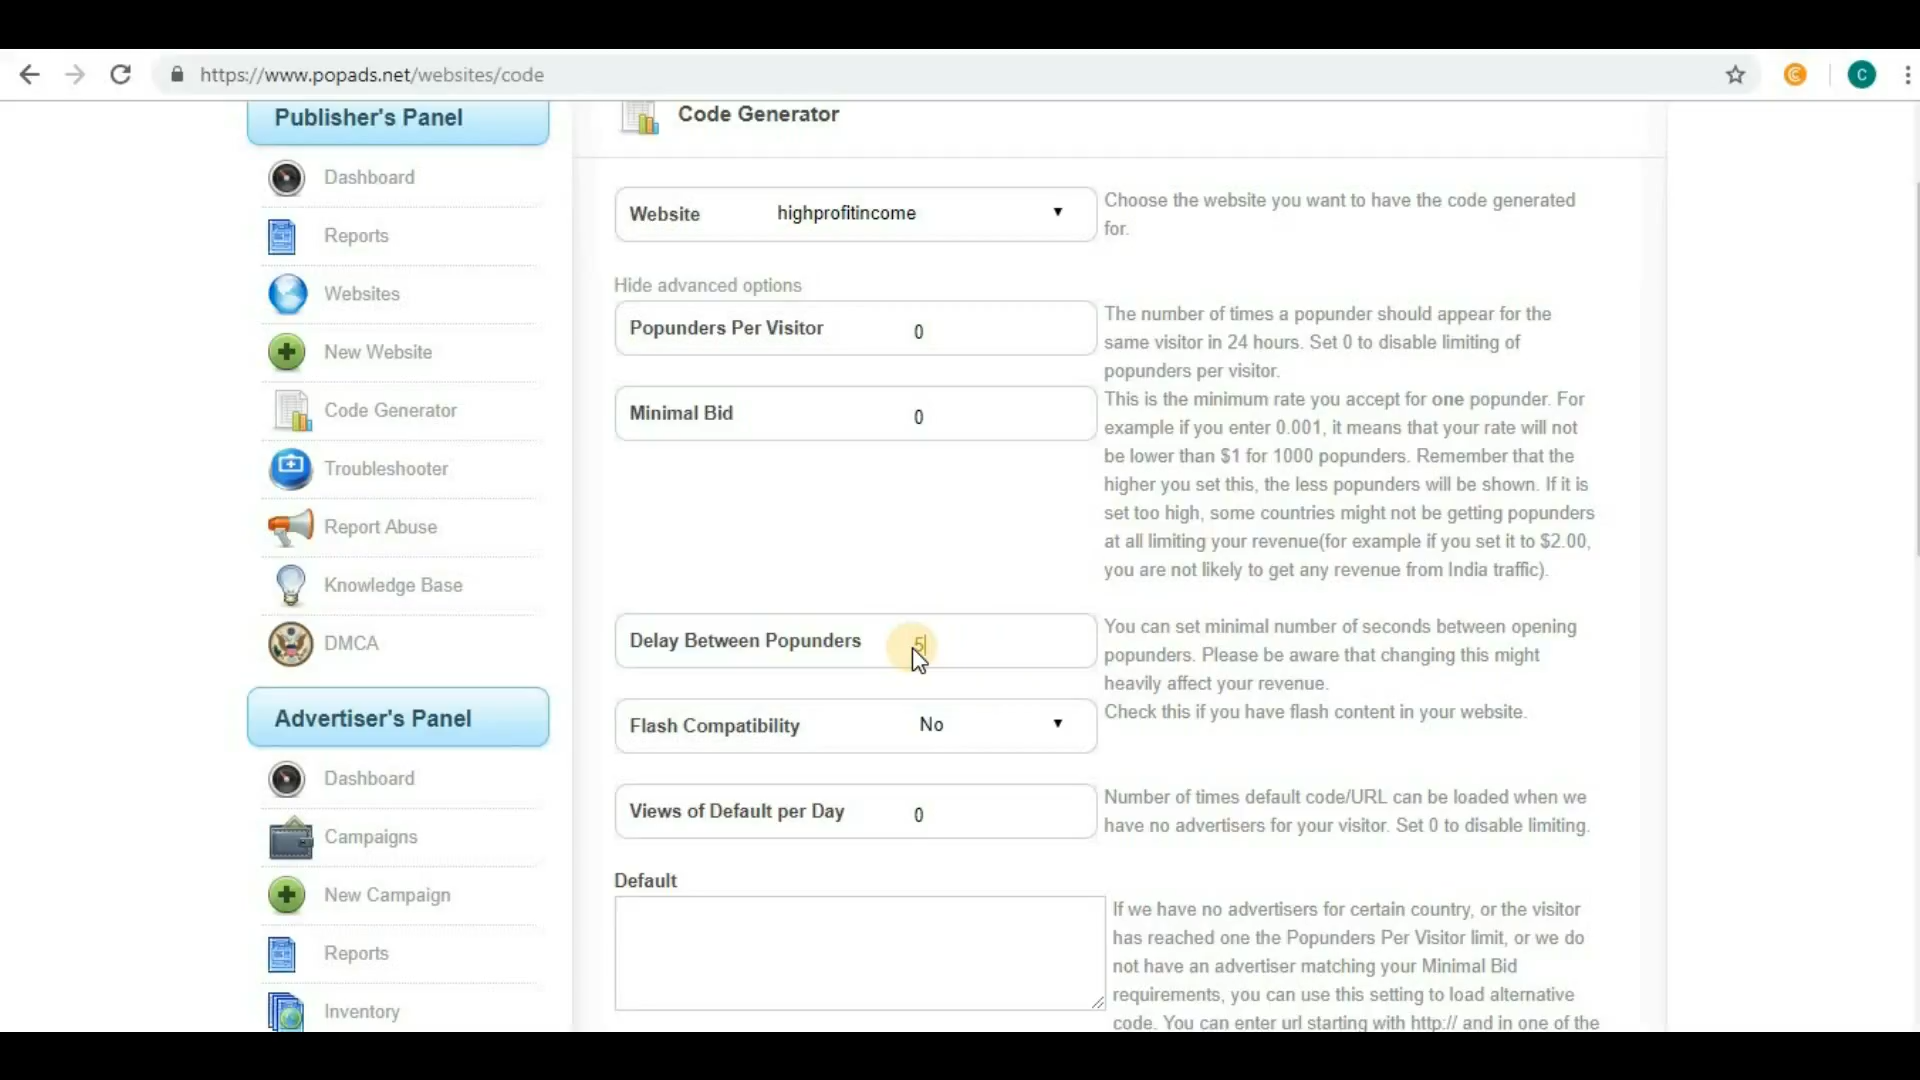 https://www.popads.net/websites/code
C
Publisher's Panel
Dashboard
Reports
Websites
New Website
Code Generator
Troubleshooter
Report Abuse
Knowledge Base
DMCA
Advertiser's Panel
Dashboard
Campaigns
New Campaign
Reports
Inventory
Code Generator
Website highprofitincome
Choose the website you want to have the code generated
for.
Hide advanced options
Popunders Per Visitor 0
The number of times a popunder should appear for the
same visitor in 24 hours. Set 0 to disable limiting of
popunders per visitor.
Minimal Bid 0
This is the minimum rate you accept for one popunder. For
example if you enter 0.001, it means that your rate will not
be lower than $1 for 1000 popunders. Remember that the
higher you set this, the less popunders will be shown. If it is
set too high, some countries might not be getting popunders
at all limiting your revenue(for example if you set it to $2.00,
you are not likely to get any revenue from India traffic).
Delay Between Popunders 5
You can set minimal number of seconds between opening
popunders. Please be aware that changing this might
heavily affect your revenue.
Flash Compatibility No
Check this if you have flash content in your website.
Views of Default per Day 0
Number of times default code/URL can be loaded when we
have no advertisers for your visitor. Set 0 to disable limiting.
Default
If we have no advertisers for certain country, or the visitor
has reached one the Popunders Per Visitor limit, or we do
not have an advertiser matching your Minimal Bid
requirements, you can use this setting to load alternative
code. You can enter url starting with http:// and in one of the